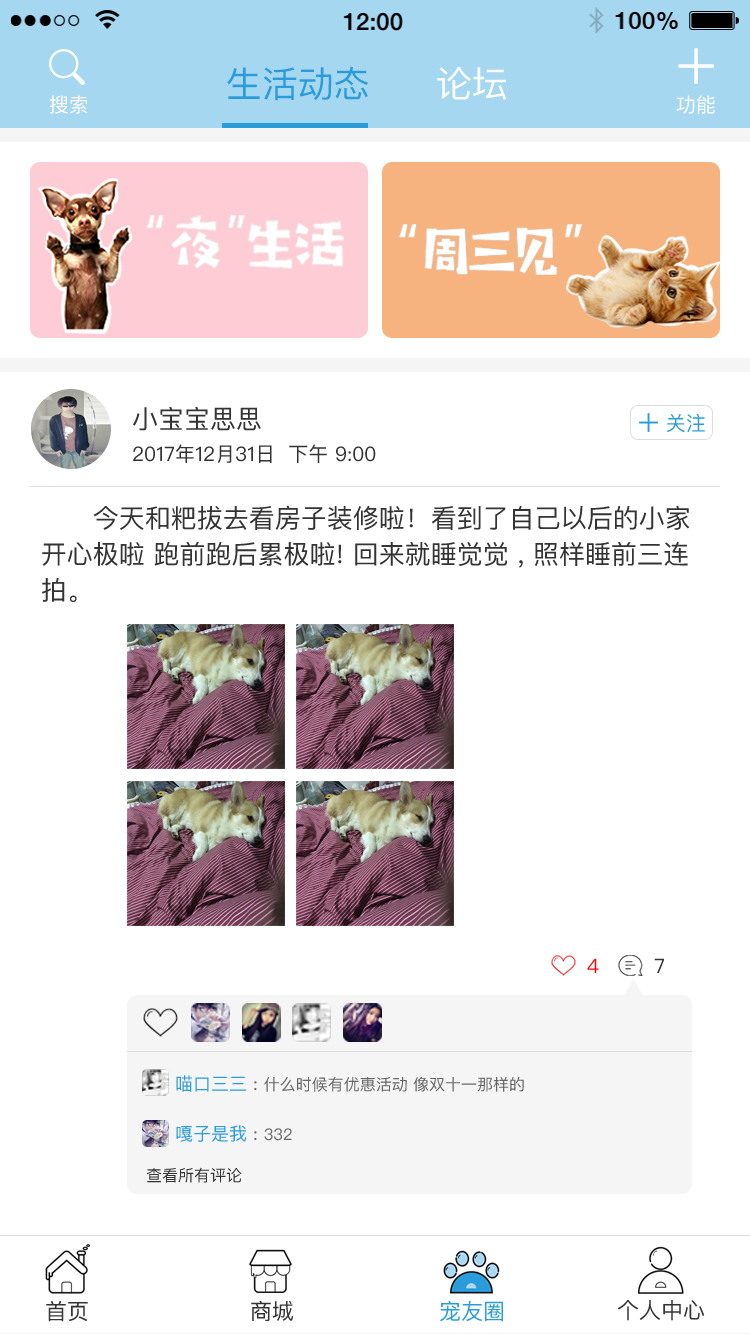 12:00
100%
搜索
生活动态
论坛
功能
“夜”生活
“周三见”
小宝宝思思
2017年12月31日 下午 9:00
+ 关注
今天和粑拔去看房子装修啦！看到了自己以后的小家
开心极啦 跑前跑后累极啦! 回来就睡觉觉，照样睡前三连
拍。
4
7
喵口三三：什么时候有优惠活动 像双十一那样的
嘎子是我：332
查看所有评论
首页
商城
宠友圈
个人中心